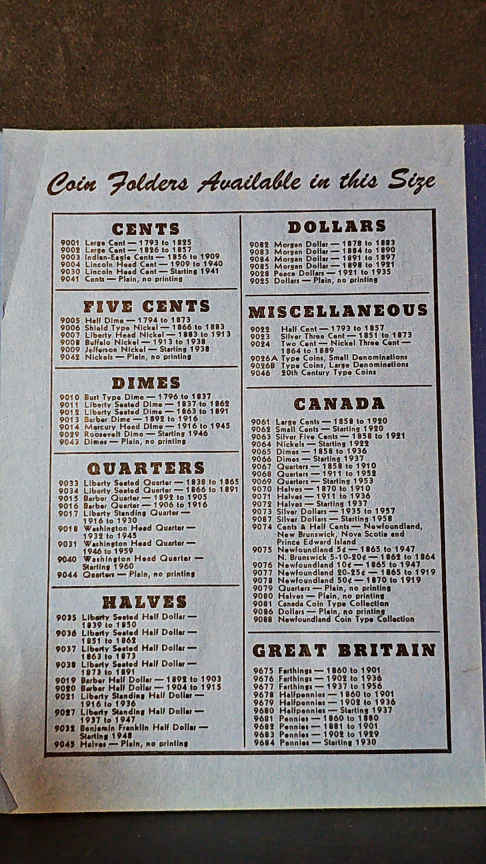 Coin Folders Available in this Size
CENTS
9001 Large Cent — 1793 to 1825
9002 Large Cent — 1826 to 1857
9003 Indian-Eagle Cents — 1856 to 1909
9004 Lincoln Head Cent — 1909 to 1940
9030 Lincoln Head Cent — Starting 1941
9041 Cents — Plain, no printing
FIVE CENTS
9005 Half Dime — 1794 to 1873
9006 Shield Type Nickel — 1866 to 1883
9007 Liberty Head Nickel — 1883 to 1913
9008 Buffalo Nickel — 1913 to 1938
9009 Jefferson Nickel — Starting 1938
9042 Nickels — Plain, no printing
DIMES
9010 Bust Type Dime — 1796 to 1837
9011 Liberty Seated Dime — 1837 to 1862
9012 Liberty Seated Dime — 1863 to 1891
9013 Barber Dime — 1892 to 1916
9014 Mercury Head Dime — 1916 to 1945
9029 Roosevelt Dime — Starting 1946
9043 Dimes — Plain, no printing
QUARTERS
9033 Liberty Seated Quarter — 1838 to 1865
9034 Liberty Seated Quarter — 1866 to 1891
9015 Barber Quarter — 1892 to 1905
9016 Barber Quarter — 1906 to 1916
9017 Liberty Standing Quarter —
1916 to 1930
9018 Washington Head Quarter —
1932 to 1945
9031 Washington Head Quarter —
1946 to 1959
9040 Washington Head Quarter —
Starting 1960
9044 Quarters — Plain, no printing
HALVES
9035 Liberty Seated Half Dollar —
1839 to 1850
9036 Liberty Seated Half Dollar —
1851 to 1862
9037 Liberty Seated Half Dollar —
1863 to 1873
9038 Liberty Seated Half Dollar —
1873 to 1891
9019 Barber Half Dollar — 1892 to 1903
9020 Barber Half Dollar — 1904 to 1915
9021 Liberty Standing Half Dollar —
1916 to 1936
9027 Liberty Standing Half Dollar —
1937 to 1947
9032 Benjamin Franklin Half Dollar —
Starting 1948
9045 Halves — Plain, no printing
DOLLARS
9082 Morgan Dollar — 1878 to 1883
9083 Morgan Dollar — 1884 to 1890
9084 Morgan Dollar — 1891 to 1897
9085 Morgan Dollar — 1898 to 1921
9025 Peace Dollars — 1921 to 1935
9025 Dollars — Plain, no printing
MISCELLANEOUS
9022 Half Cent — 1793 to 1857
9023 Silver Three Cent — 1851 to 1873
9024 Two Cent — Nickel Three Cent —
1864 to 1889
9026A Type Coins, Small Denominations
9026B Type Coins, Large Denominations
9046 20th Century Type Coins
CANADA
9061 Large Cents — 1858 to 1920
9062 Small Cents — Starting 1920
9063 Silver Five Cents — 1858 to 1921
9064 Nickels — Starting 1922
9065 Dimes — 1858 to 1936
9066 Dimes — Starting 1937
9067 Quarters — 1858 to 1910
9068 Quarters — 1911 to 1952
9069 Quarters — Starting 1953
9070 Halves — 1870 to 1910
9071 Halves — 1911 to 1936
9072 Halves — Starting 1937
9073 Silver Dollars — 1935 to 1957
9087 Silver Dollars — Starting 1958
9074 Cents & Half Cents — Newfoundland,
New Brunswick, Nova Scotia and
Prince Edward Island
9075 Newfoundland 5¢ — 1865 to 1947
N. Brunswick 5-10-20¢ — 1862 to 1864
9076 Newfoundland 10¢ — 1865 to 1947
9077 Newfoundland 20-25¢ — 1865 to 1919
9078 Newfoundland 50¢ — 1870 to 1919
9079 Quarters — Plain, no printing
9080 Halves — Plain, no printing
9081 Canada Coin Type Collection
9086 Dollars — Plain, no printing
9088 Newfoundland Coin Type Collection
GREAT BRITAIN
9675 Farthings — 1860 to 1901
9676 Farthings — 1902 to 1936
9677 Farthings — 1937 to 1956
9678 Halfpennies — 1860 to 1901
9679 Halfpennies — 1902 to 1936
9680 Halfpennies — Starting 1937
9681 Pennies — 1860 to 1880
9682 Pennies — 1881 to 1901
9683 Pennies — 1902 to 1929
9684 Pennies — Starting 1930